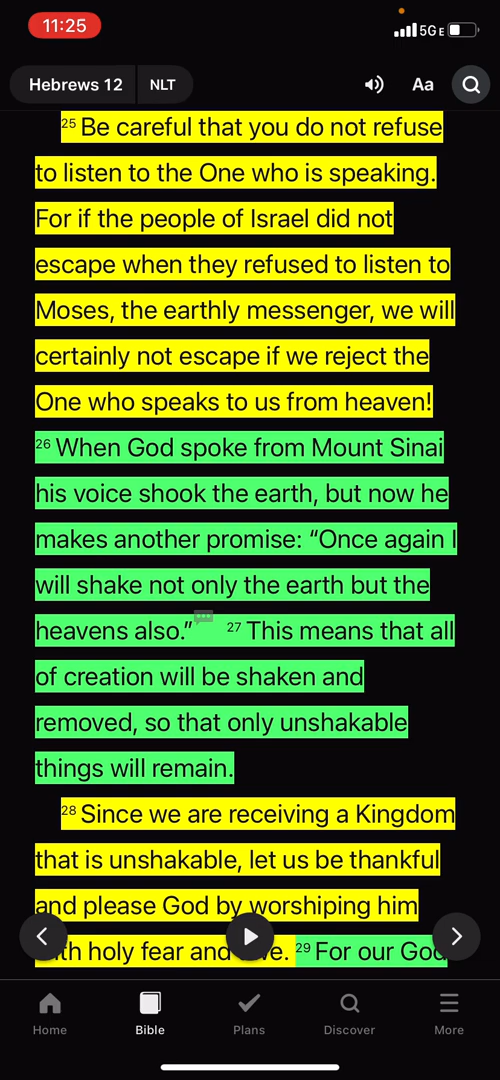 11:25
5G E
Hebrews 12 NLT Aa
25 Be careful that you do not refuse
to listen to the One who is speaking.
For if the people of Israel did not
escape when they refused to listen to
Moses, the earthly messenger, we will
certainly not escape if we reject the
One who speaks to us from heaven!
26 When God spoke from Mount Sinai
his voice shook the earth, but now he
makes another promise: “Once again I
will shake not only the earth but the
heavens also.” 27 This means that all
of creation will be shaken and
removed, so that only unshakable
things will remain.
28 Since we are receiving a Kingdom
that is unshakable, let us be thankful
and please God by worshiping him
holy fear and 29 For our God
Home Bible Plans Discover More